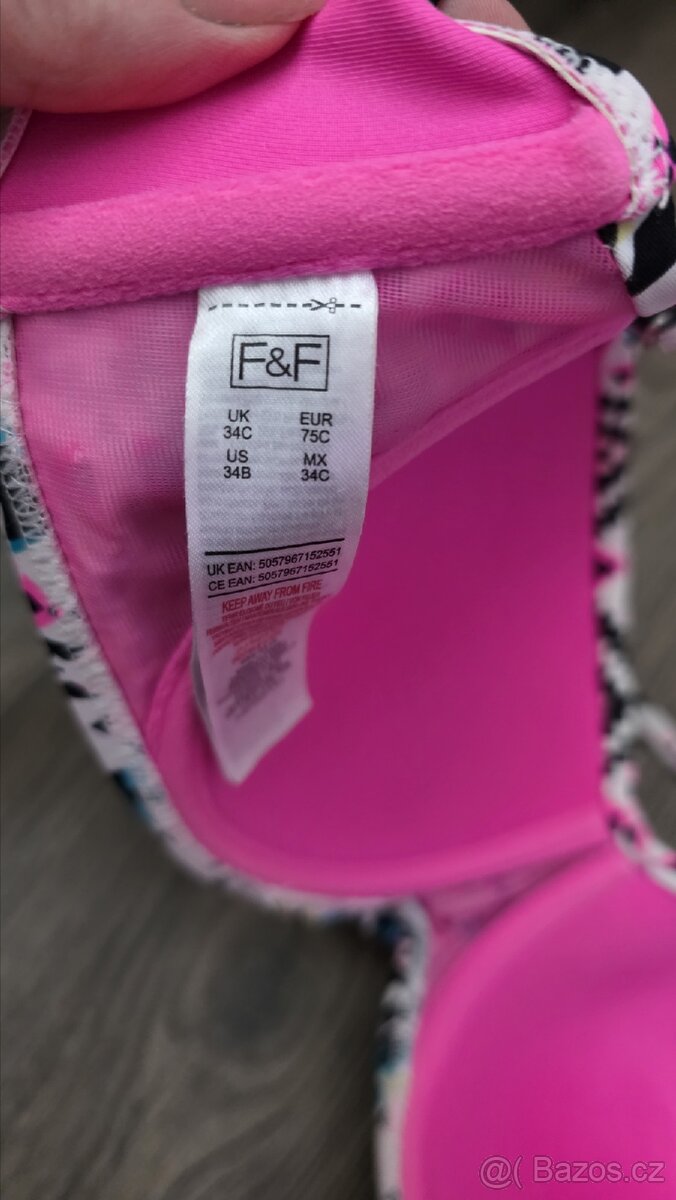 F&F
UK EUR
34C 75C
US MX
34B 34C
UK EAN: 5057967152551
CE EAN: 5057967152551
KEEP AWAY FROM FIRE
@( Bazos.cz